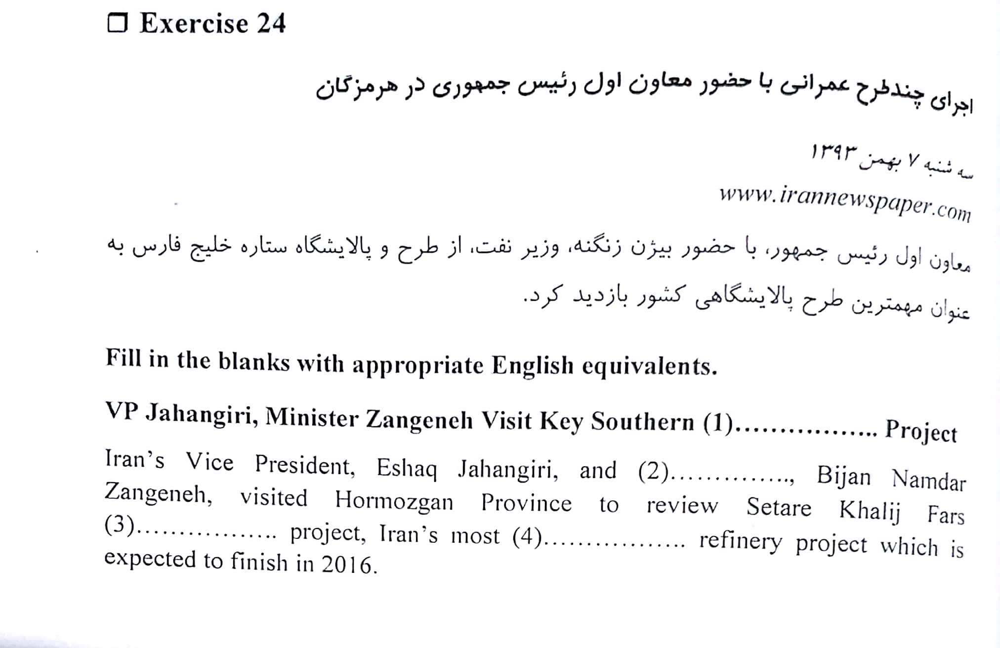 ❐ Exercise 24
اجرای چندطرح عمرانی با حضور معاون اول رئیس جمهوری در هرمزگان
سه شنبه ۷ بهمن ۱۳۹۳
www.irannewspaper.com
معاون اول رئیس جمهور، با حضور بیژن زنگنه، وزیر نفت، از طرح و پالایشگاه ستاره خلیج فارس به
عنوان مهمترین طرح پالایشگاهی کشور بازدید کرد.
Fill in the blanks with appropriate English equivalents.
VP Jahangiri, Minister Zangeneh Visit Key Southern (1)................. Project
Iran’s Vice President, Eshaq Jahangiri, and (2).............., Bijan Namdar
Zangeneh, visited Hormozgan Province to review Setare Khalij Fars
(3)................. project, Iran’s most (4)................. refinery project which is
expected to finish in 2016.